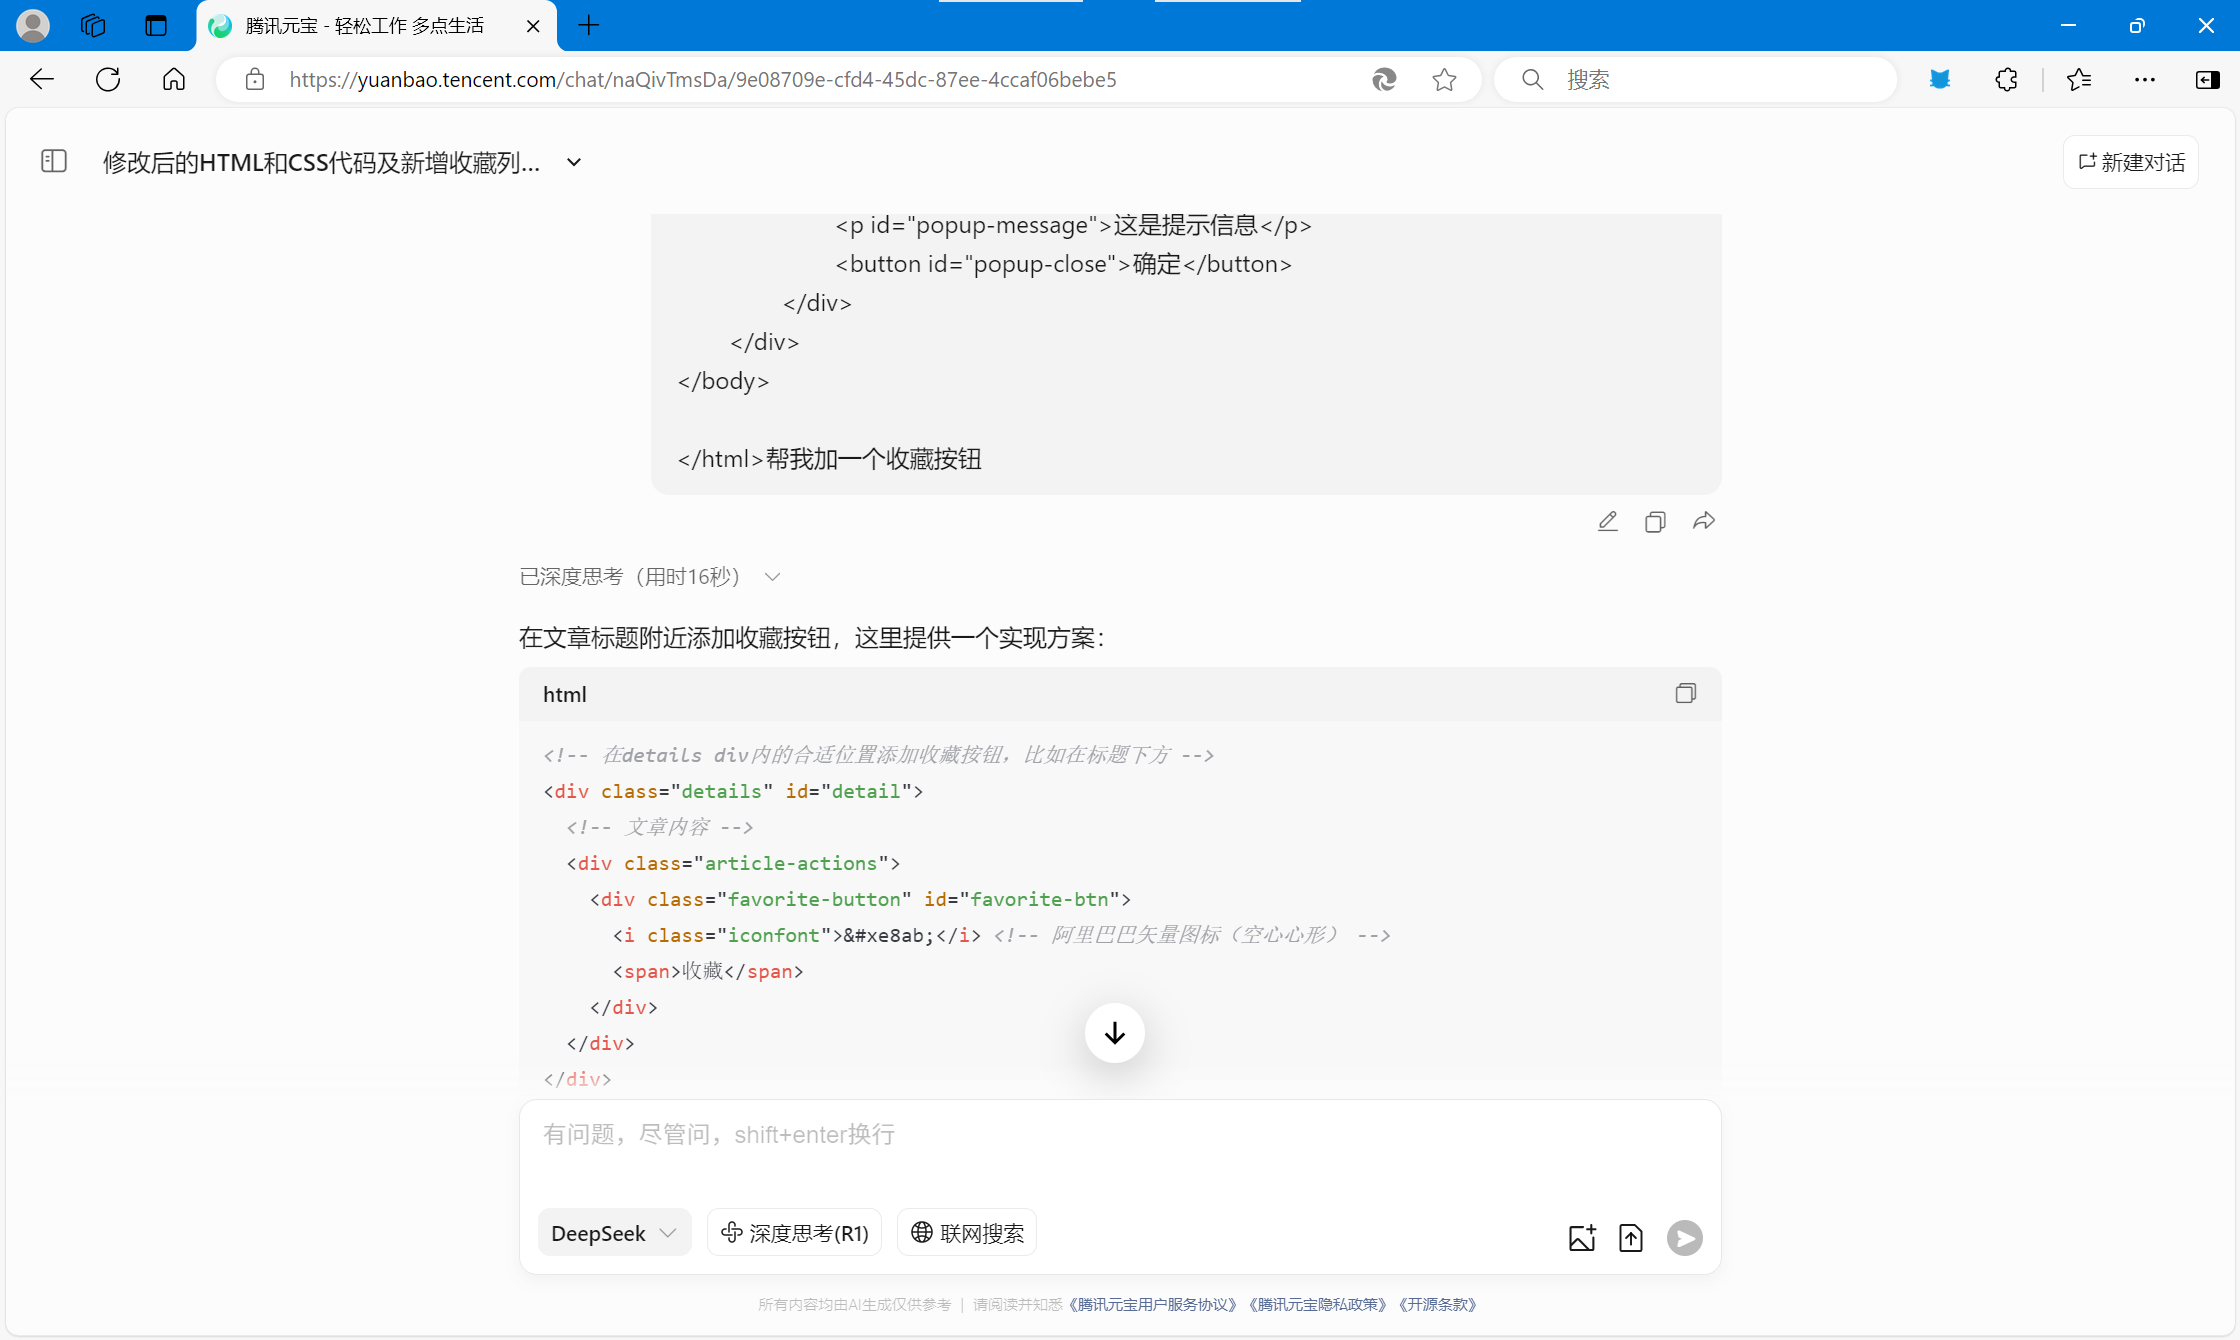 腾讯元宝 - 轻松工作 多点生活
https://yuanbao.tencent.com/chat/naQivTmsDa/9e08709e-cfd4-45dc-87ee-4ccaf06bebe5
搜索
修改后的HTML和CSS代码及新增收藏列...
新建对话
<p id="popup-message">这是提示信息</p>
<button id="popup-close">确定</button>
</div>
</div>
</body>
</html>帮我加一个收藏按钮
已深度思考（用时16秒）
在文章标题附近添加收藏按钮，这里提供一个实现方案：
html
<!-- 在details div内的合适位置添加收藏按钮，比如在标题下方 -->
<div class="details" id="detail">
<!-- 文章内容 -->
<div class="article-actions">
<div class="favorite-button" id="favorite-btn">
<i class="iconfont">&#xe8ab;</i> <!-- 阿里巴巴矢量图标（空心心形） -->
<span>收藏</span>
</div>
</div>
</div>
有问题，尽管问，shift+enter换行
DeepSeek
深度思考(R1)
联网搜索
所有内容均由AI生成仅供参考 | 请阅读并知悉《腾讯元宝用户服务协议》《腾讯元宝隐私政策》《开源条款》